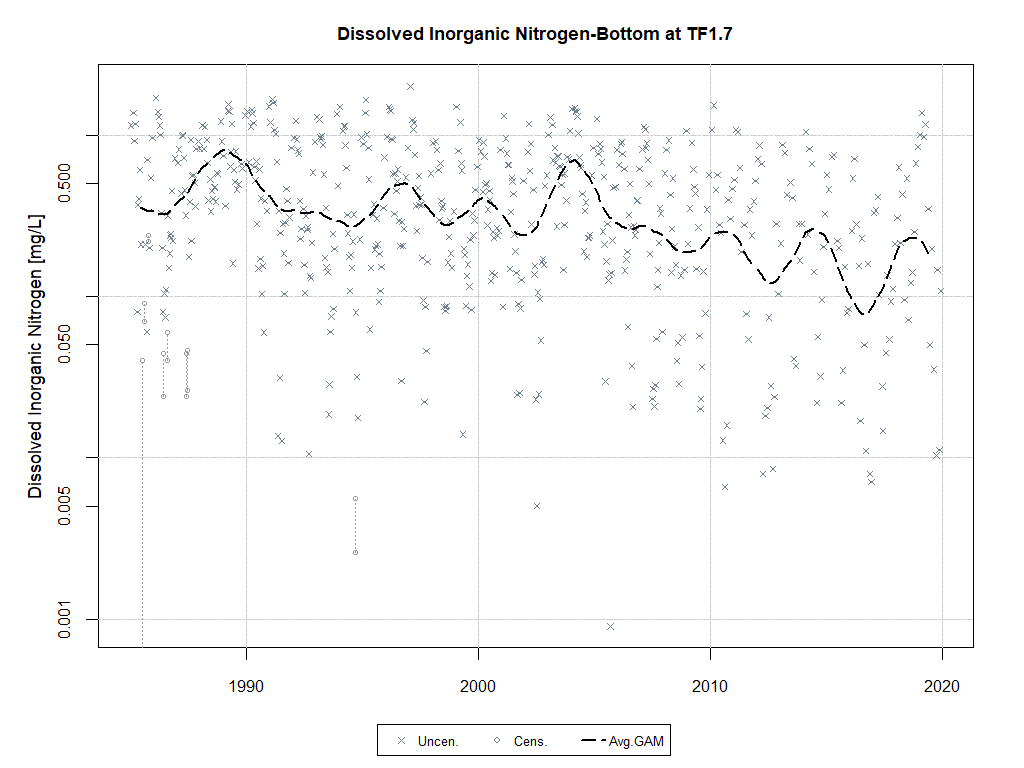 Dissolved Inorganic Nitrogen-Bottom at TF1.7
Dissolved Inorganic Nitrogen [mg/L]
0.500
0.050
0.005
0.001
1990 2000 2010 2020
Uncen. Cens. Avg.GAM